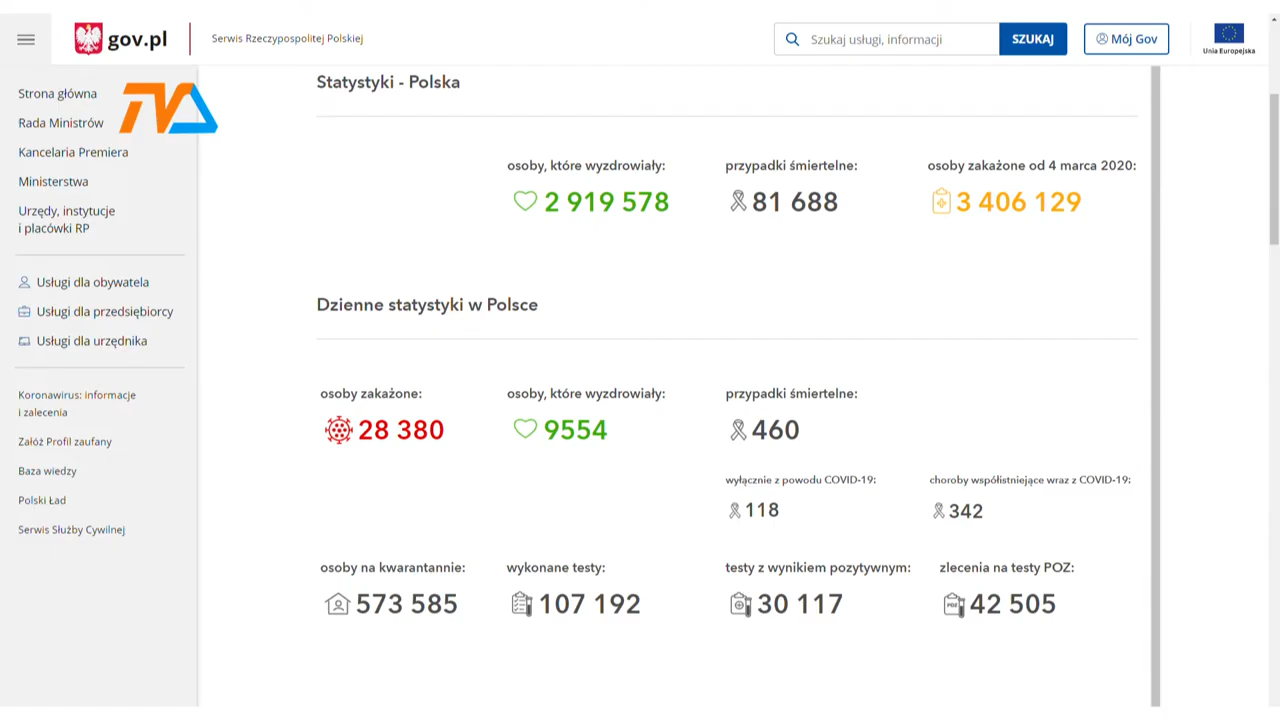 gov.pl
Serwis Rzeczypospolitej Polskiej
Szukaj usługi, informacji
SZUKAJ
Mój Gov
Unia Europejska
Strona główna
Rada Ministrów
Kancelaria Premiera
Ministerstwa
Urzędy, instytucje
i placówki RP
Usługi dla obywatela
Usługi dla przedsiębiorcy
Usługi dla urzędnika
Koronawirus: informacje
i zalecenia
Załóż Profil zaufany
Baza wiedzy
Polski Ład
Serwis Służby Cywilnej
TVA
Statystyki - Polska
osoby, które wyzdrowiały:
2 919 578
przypadki śmiertelne:
81 688
osoby zakażone od 4 marca 2020:
3 406 129
Dzienne statystyki w Polsce
osoby zakażone:
28 380
osoby, które wyzdrowiały:
9554
przypadki śmiertelne:
460
wyłącznie z powodu COVID-19:
118
choroby współistniejące wraz z COVID-19:
342
osoby na kwarantannie:
573 585
wykonane testy:
107 192
testy z wynikiem pozytywnym:
30 117
zlecenia na testy POZ:
POZ
42 505